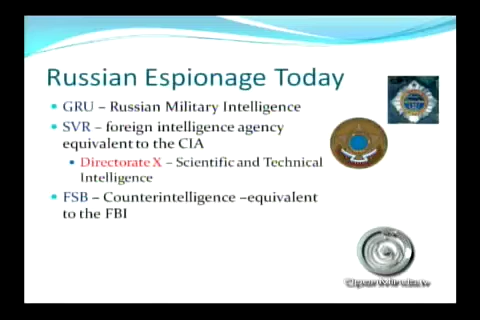 Russian Espionage Today
GRU – Russian Military Intelligence
SVR – foreign intelligence agency
equivalent to the CIA
Directorate X – Scientific and Technical
Intelligence
FSB – Counterintelligence –equivalent
to the FBI